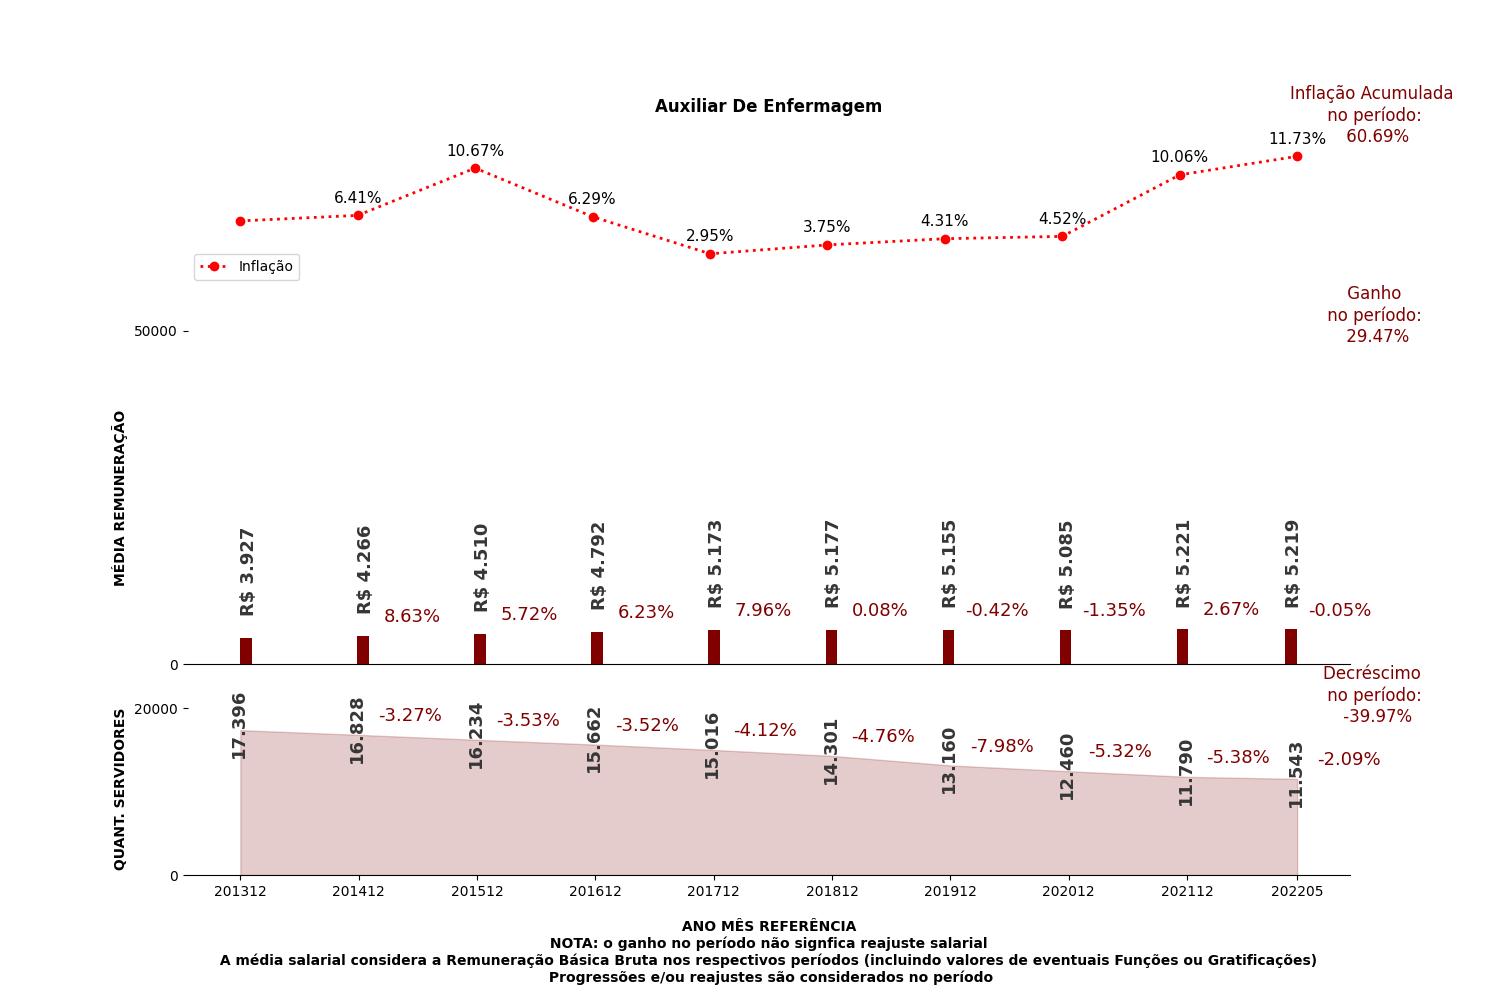 Auxiliar De Enfermagem
Inflação Acumulada
no período:
60.69%
6.41%
10.67%
6.29%
2.95%
3.75%
4.31%
4.52%
10.06%
11.73%
Inflação
Ganho
no período:
29.47%
50000
0
MÉDIA REMUNERAÇÃO
R$ 3.927
R$ 4.266
R$ 4.510
R$ 4.792
R$ 5.173
R$ 5.177
R$ 5.155
R$ 5.085
R$ 5.221
R$ 5.219
8.63%
5.72%
6.23%
7.96%
0.08%
-0.42%
-1.35%
2.67%
-0.05%
Decréscimo
no período:
-39.97%
20000
0
QUANT. SERVIDORES
17.396
16.828
16.234
15.662
15.016
14.301
13.160
12.460
11.790
11.543
-3.27%
-3.53%
-3.52%
-4.12%
-4.76%
-7.98%
-5.32%
-5.38%
-2.09%
201312
201412
201512
201612
201712
201812
201912
202012
202112
202205
ANO MÊS REFERÊNCIA
NOTA: o ganho no período não signfica reajuste salarial
A média salarial considera a Remuneração Básica Bruta nos respectivos períodos (incluindo valores de eventuais Funções ou Gratificações)
Progressões e/ou reajustes são considerados no período